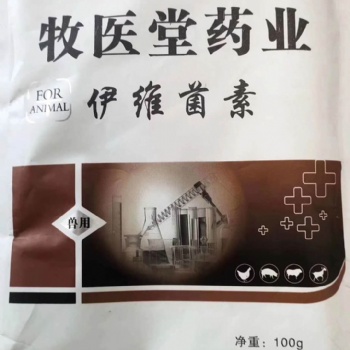 牧医堂药业
FOR
ANIMAL
伊维菌素
兽用
净重：100g